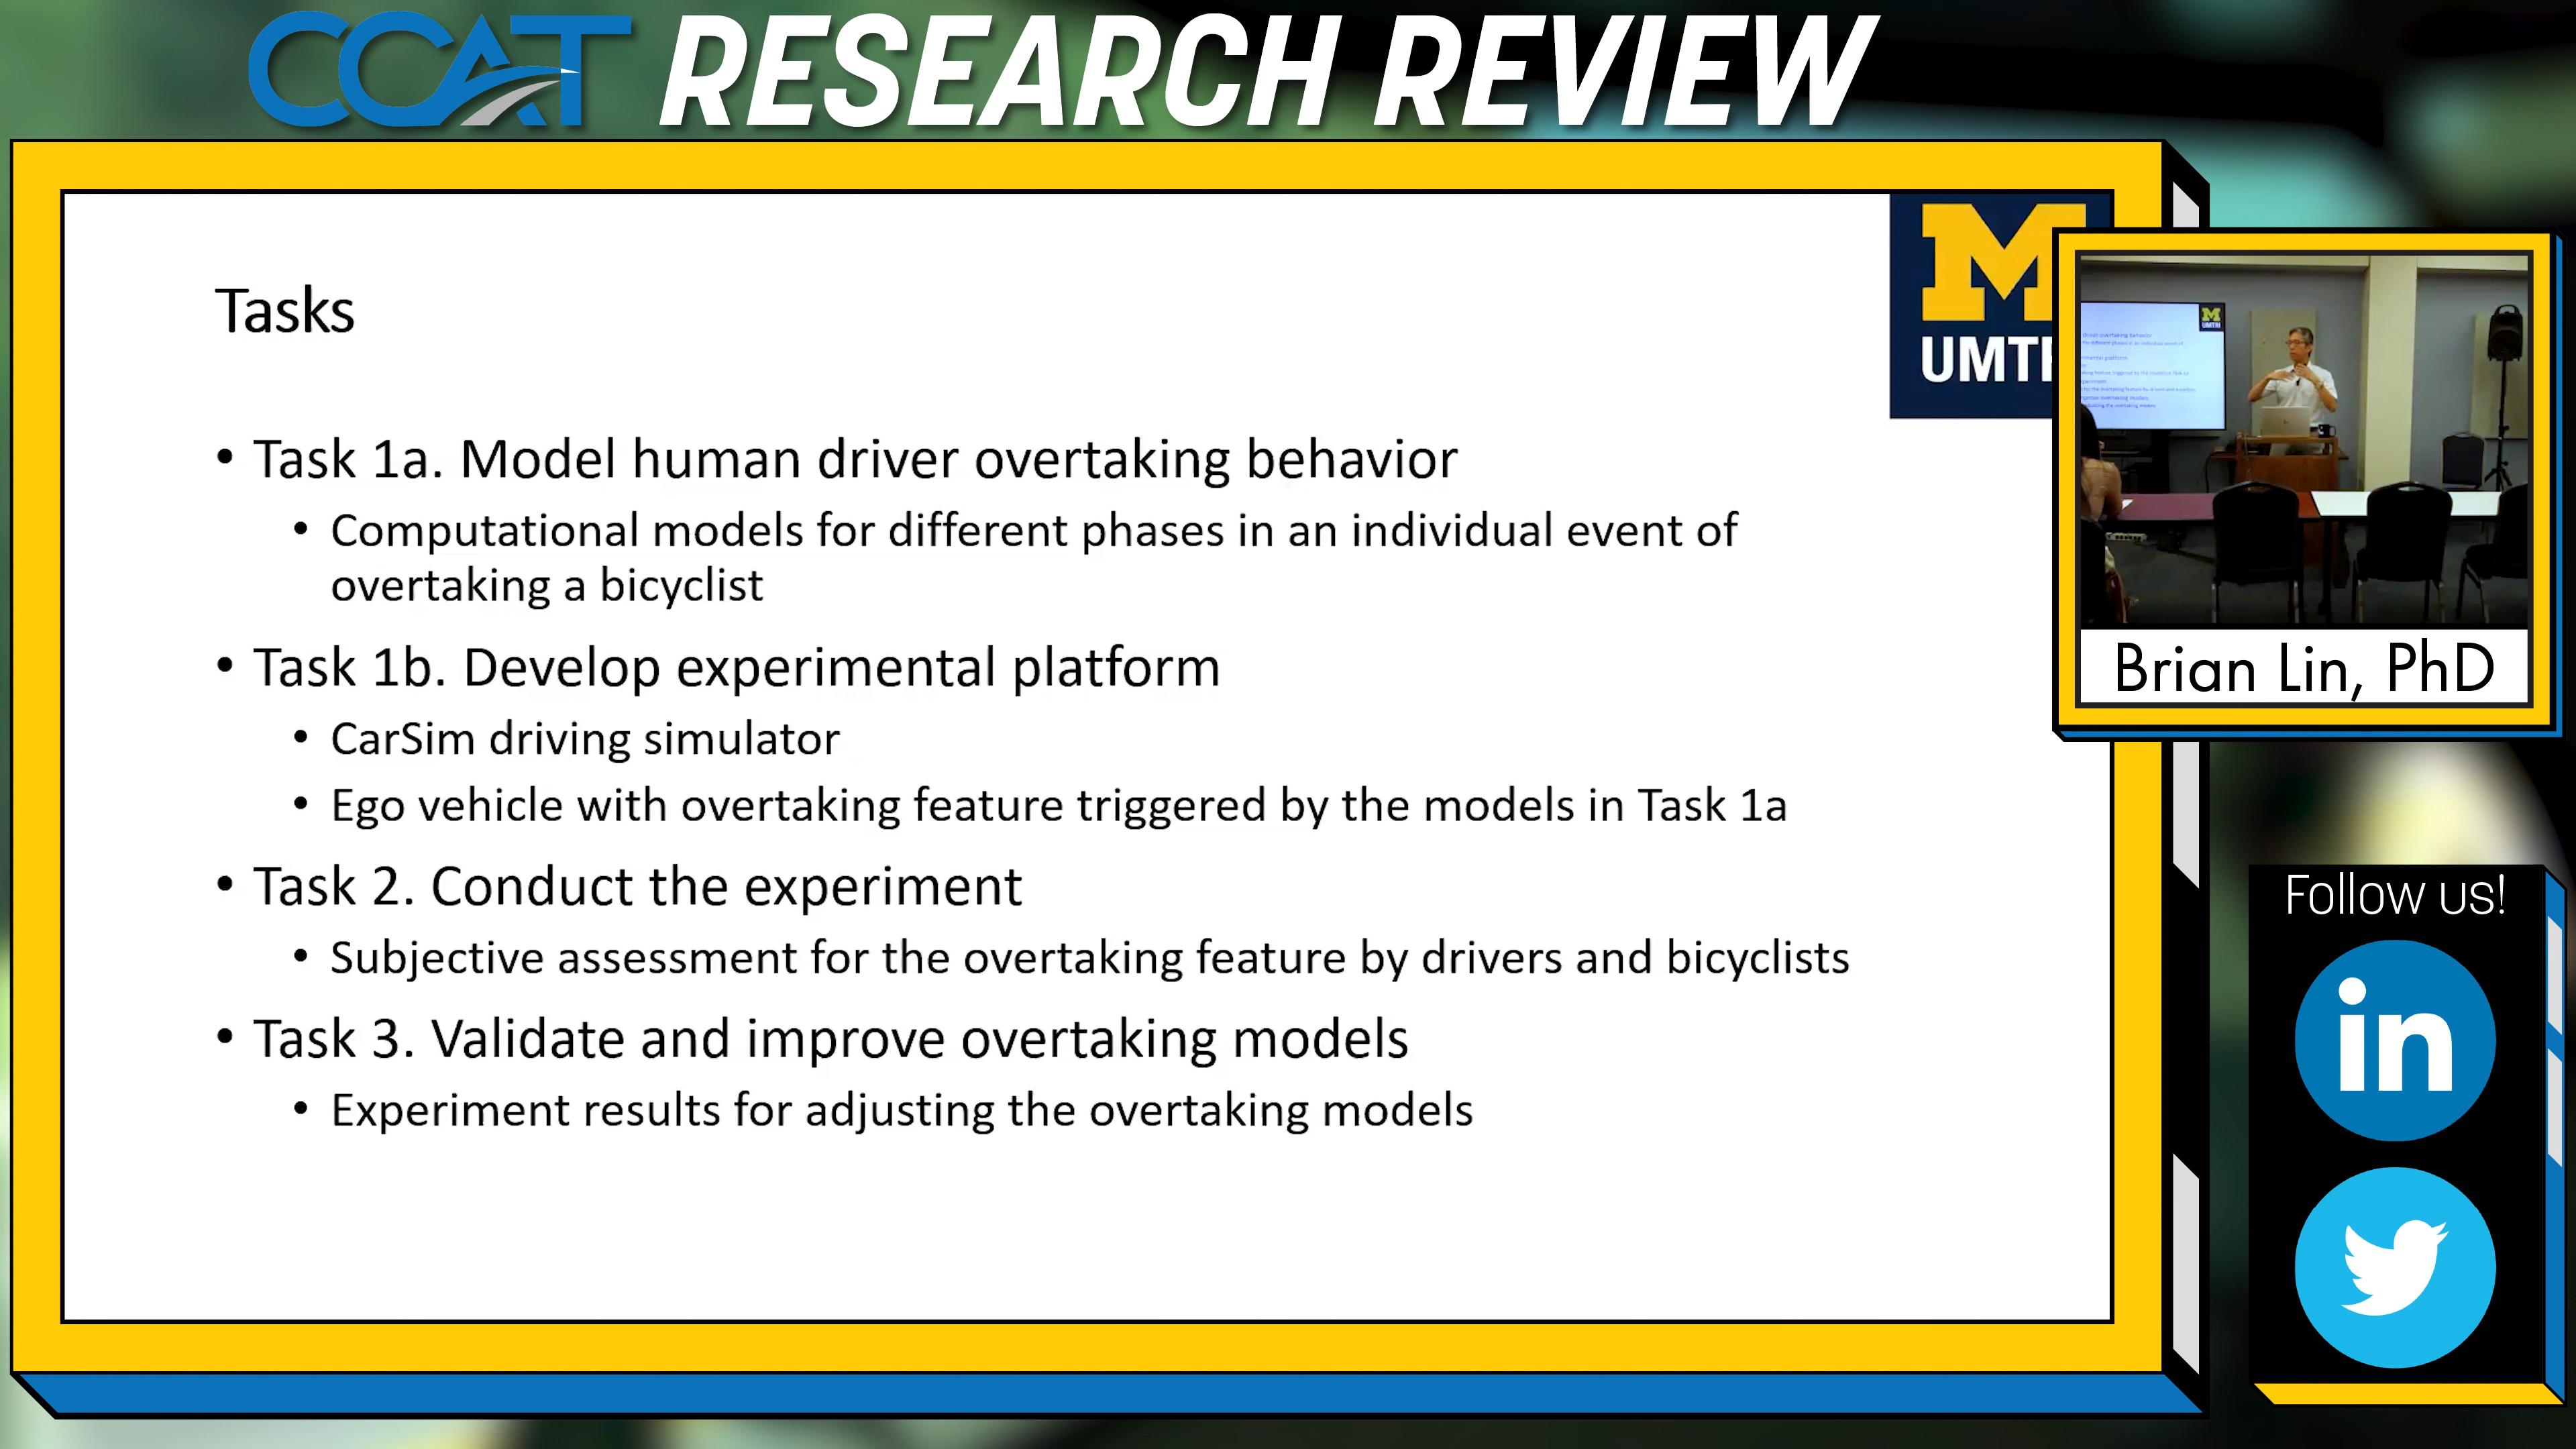 CCAT RESEARCH REVIEW
M
UMT
Tasks
• Task 1a. Model human driver overtaking behavior
• Computational models for different phases in an individual event of
overtaking a bicyclist
• Task 1b. Develop experimental platform
• CarSim driving simulator
• Ego vehicle with overtaking feature triggered by the models in Task 1a
• Task 2. Conduct the experiment
• Subjective assessment for the overtaking feature by drivers and bicyclists
• Task 3. Validate and improve overtaking models
• Experiment results for adjusting the overtaking models
M
UMTRI
Brian Lin, PhD
Follow us!
in